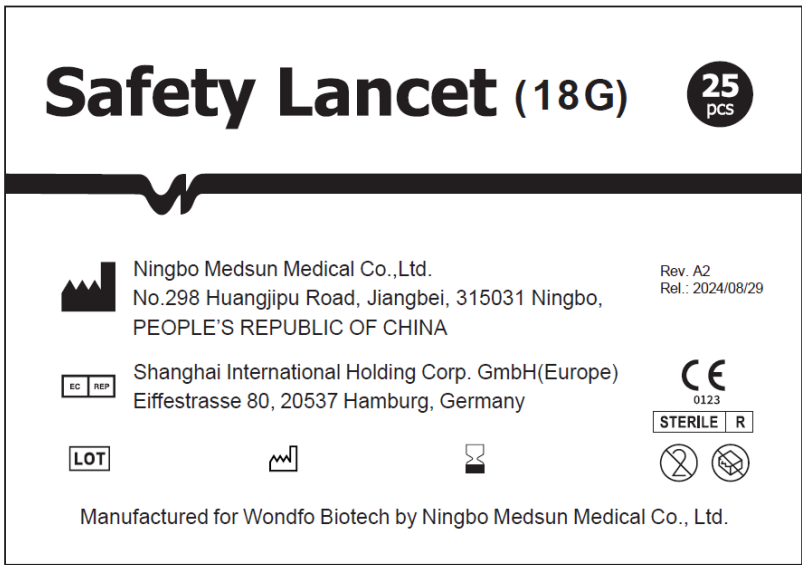 Safety Lancet (18G)
25
pcs
Ningbo Medsun Medical Co.,Ltd.
No.298 Huangjipu Road, Jiangbei, 315031 Ningbo,
PEOPLE'S REPUBLIC OF CHINA
Rev. A2
Rel.: 2024/08/29
EC REP
Shanghai International Holding Corp. GmbH(Europe)
Eiffestrasse 80, 20537 Hamburg, Germany
CE
0123
STERILE R
LOT
2
Manufactured for Wondfo Biotech by Ningbo Medsun Medical Co., Ltd.